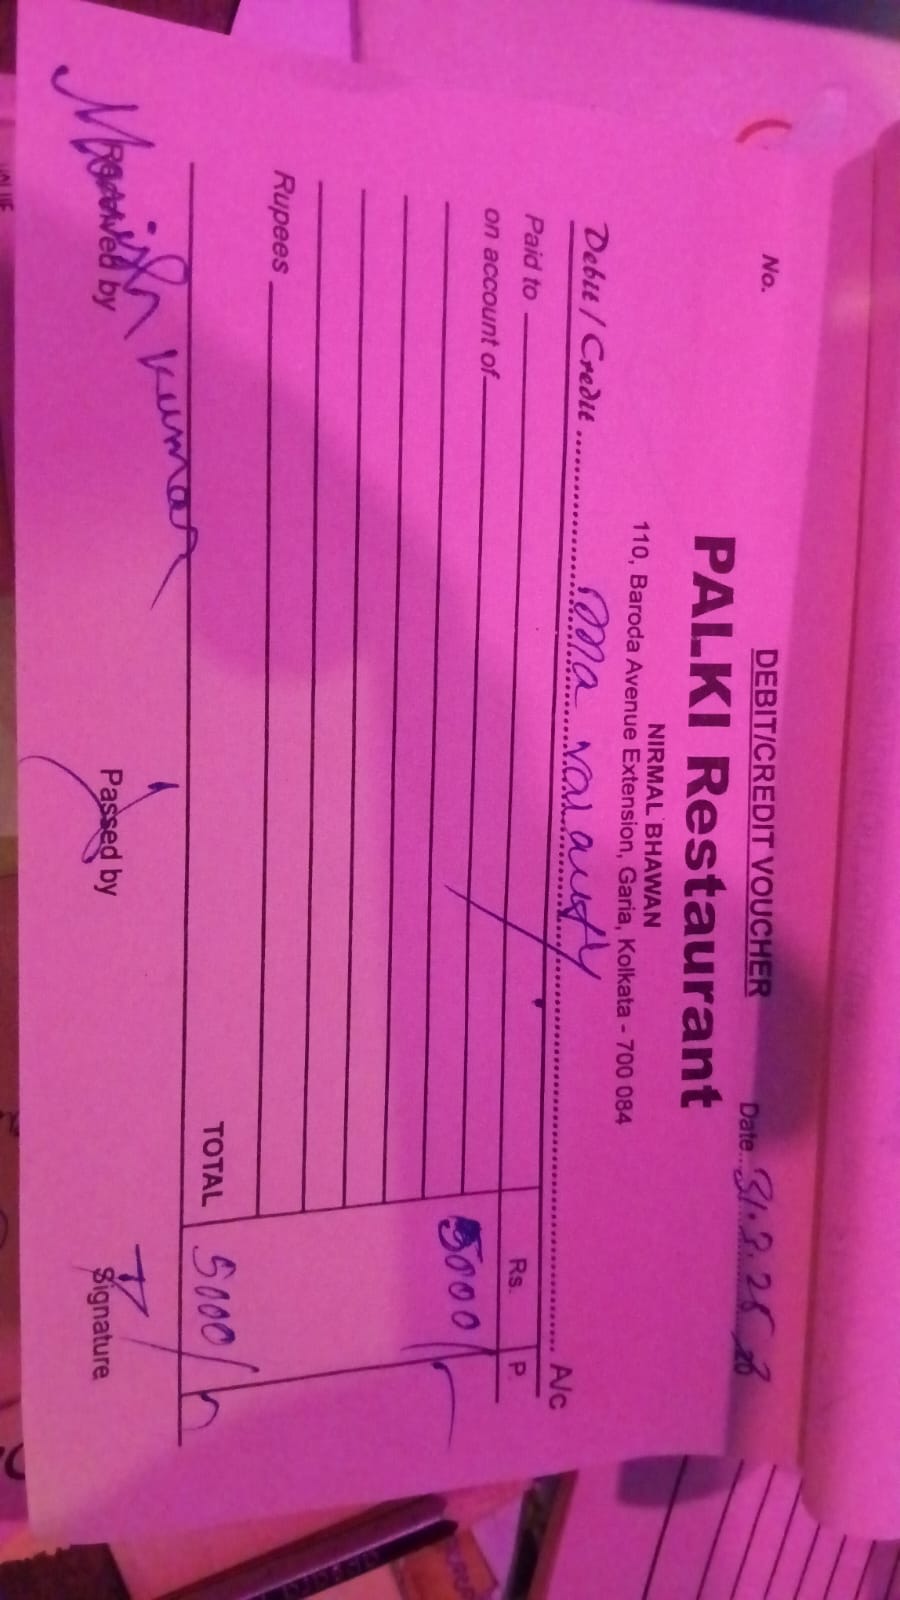 DEBIT/CREDIT VOUCHER
No.
Date 31.3.25
PALKI Restaurant
NIRMAL BHAWAN
110, Baroda Avenue Extension, Garia, Kolkata - 700 084
Debit / Credit Ma A/c
Paid to Rs. P.
on account of
5000/-
Rupees
TOTAL 5000/-
Manish Kumar
Received by Passed by Signature